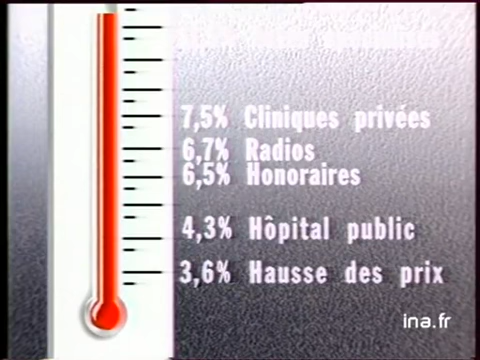 7,5% Cliniques privées
6,7% Radios
6,5% Honoraires
4,3% Hôpital public
3,6% Hausse des prix
ina.fr